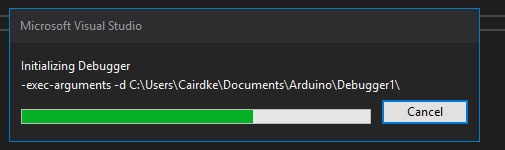 Microsoft Visual Studio
Initializing Debugger
-exec-arguments -d C:\Users\Cairdke\Documents\Arduino\Debugger1\
Cancel